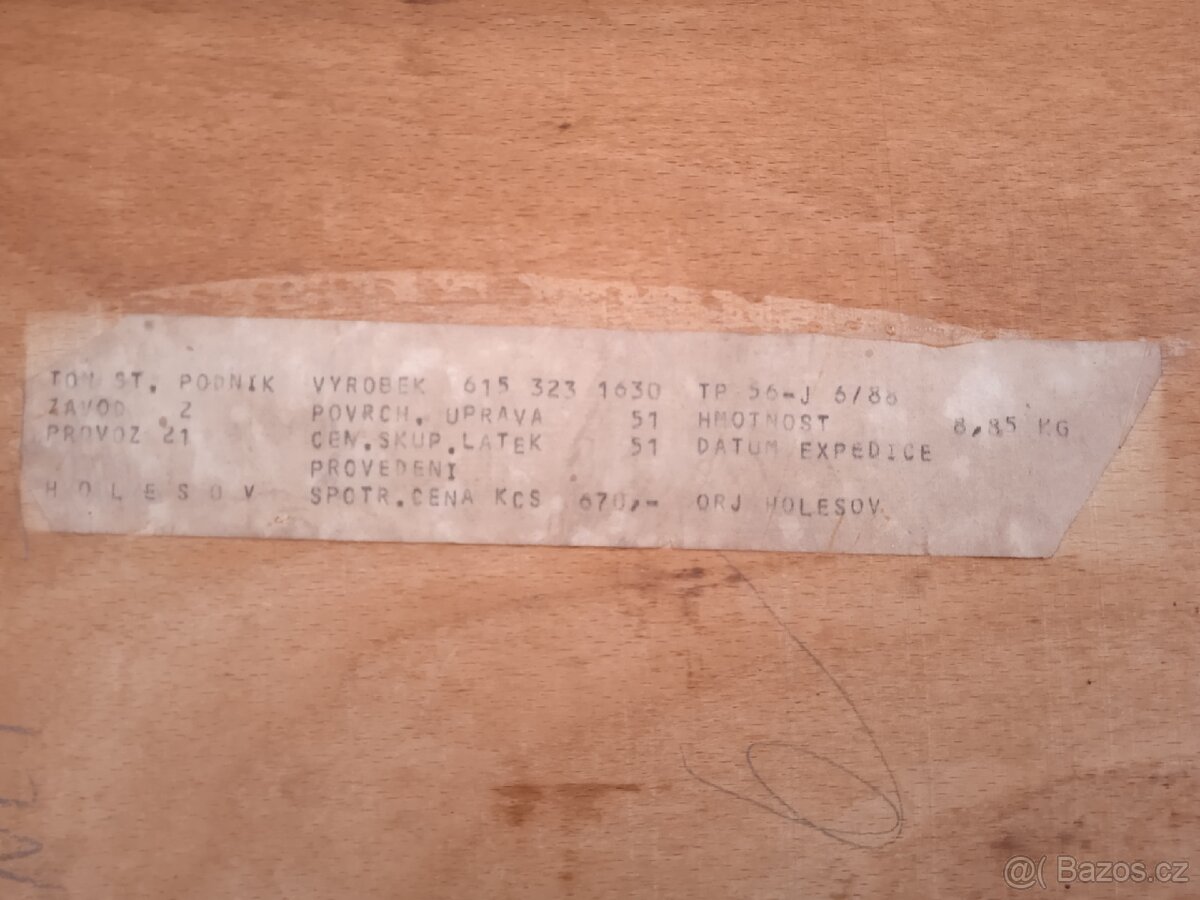 TON ST. PODNIK VYROBEK 615 323 1630 TP 56-J 6/88
ZAVOD 2 POVRCH. UPRAVA 51 HMOTNOST 8,85 KG
PROVOZ 21 CEN.SKUP.LATEK 51 DATUM EXPEDICE
PROVEDENI
H O L E S O V SPOTR.CENA KCS 670,- ORJ HOLESOV
@( Bazos.cz